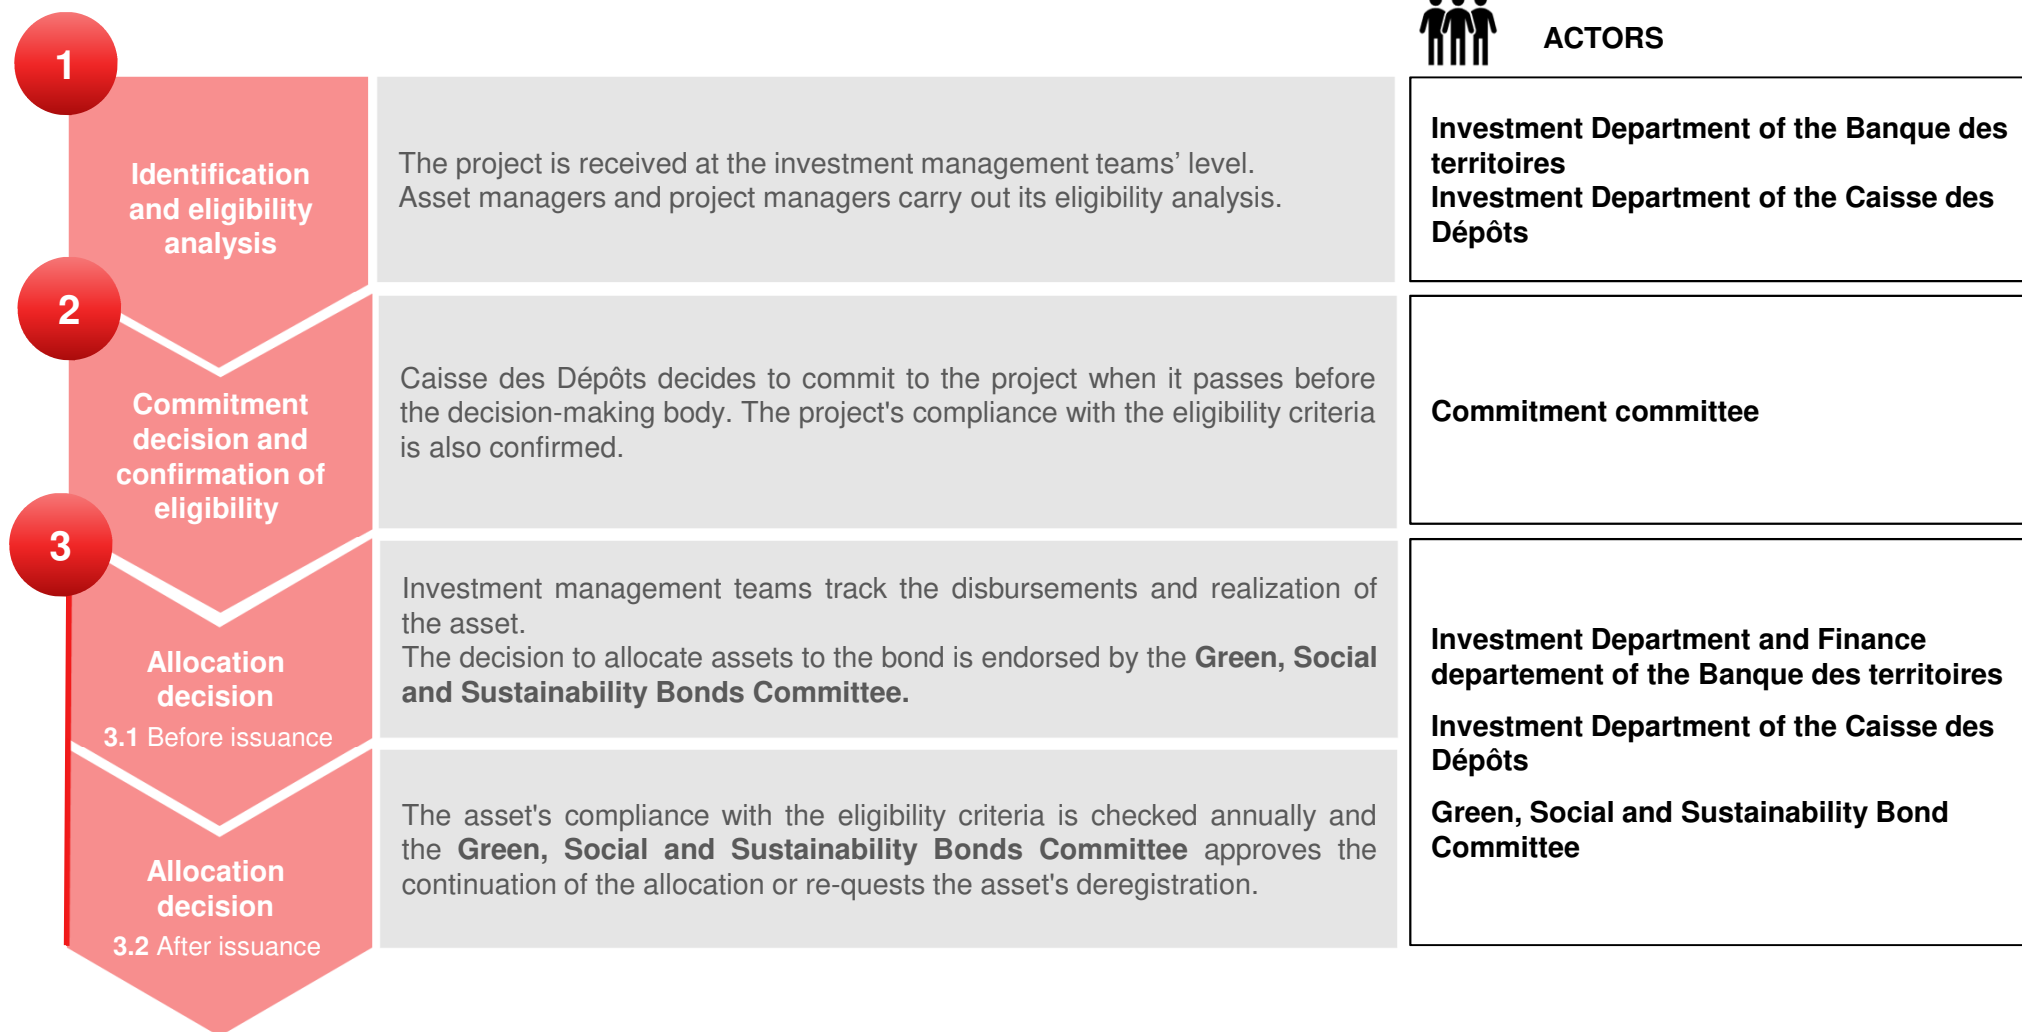 ACTORS
1
Identification
and eligibility
analysis
The project is received at the investment management teams’ level.
Asset managers and project managers carry out its eligibility analysis.
Investment Department of the Banque des
territoires
Investment Department of the Caisse des
Dépôts
2
Commitment
decision and
confirmation of
eligibility
Caisse des Dépôts decides to commit to the project when it passes before
the decision-making body. The project's compliance with the eligibility criteria
is also confirmed.
Commitment committee
3
Allocation
decision
3.1 Before issuance
Investment management teams track the disbursements and realization of
the asset.
The decision to allocate assets to the bond is endorsed by the Green, Social
and Sustainability Bonds Committee.
Investment Department and Finance
departement of the Banque des territoires
Investment Department of the Caisse des
Dépôts
Green, Social and Sustainability Bond
Committee
Allocation
decision
3.2 After issuance
The asset's compliance with the eligibility criteria is checked annually and
the Green, Social and Sustainability Bonds Committee approves the
continuation of the allocation or re-quests the asset's deregistration.